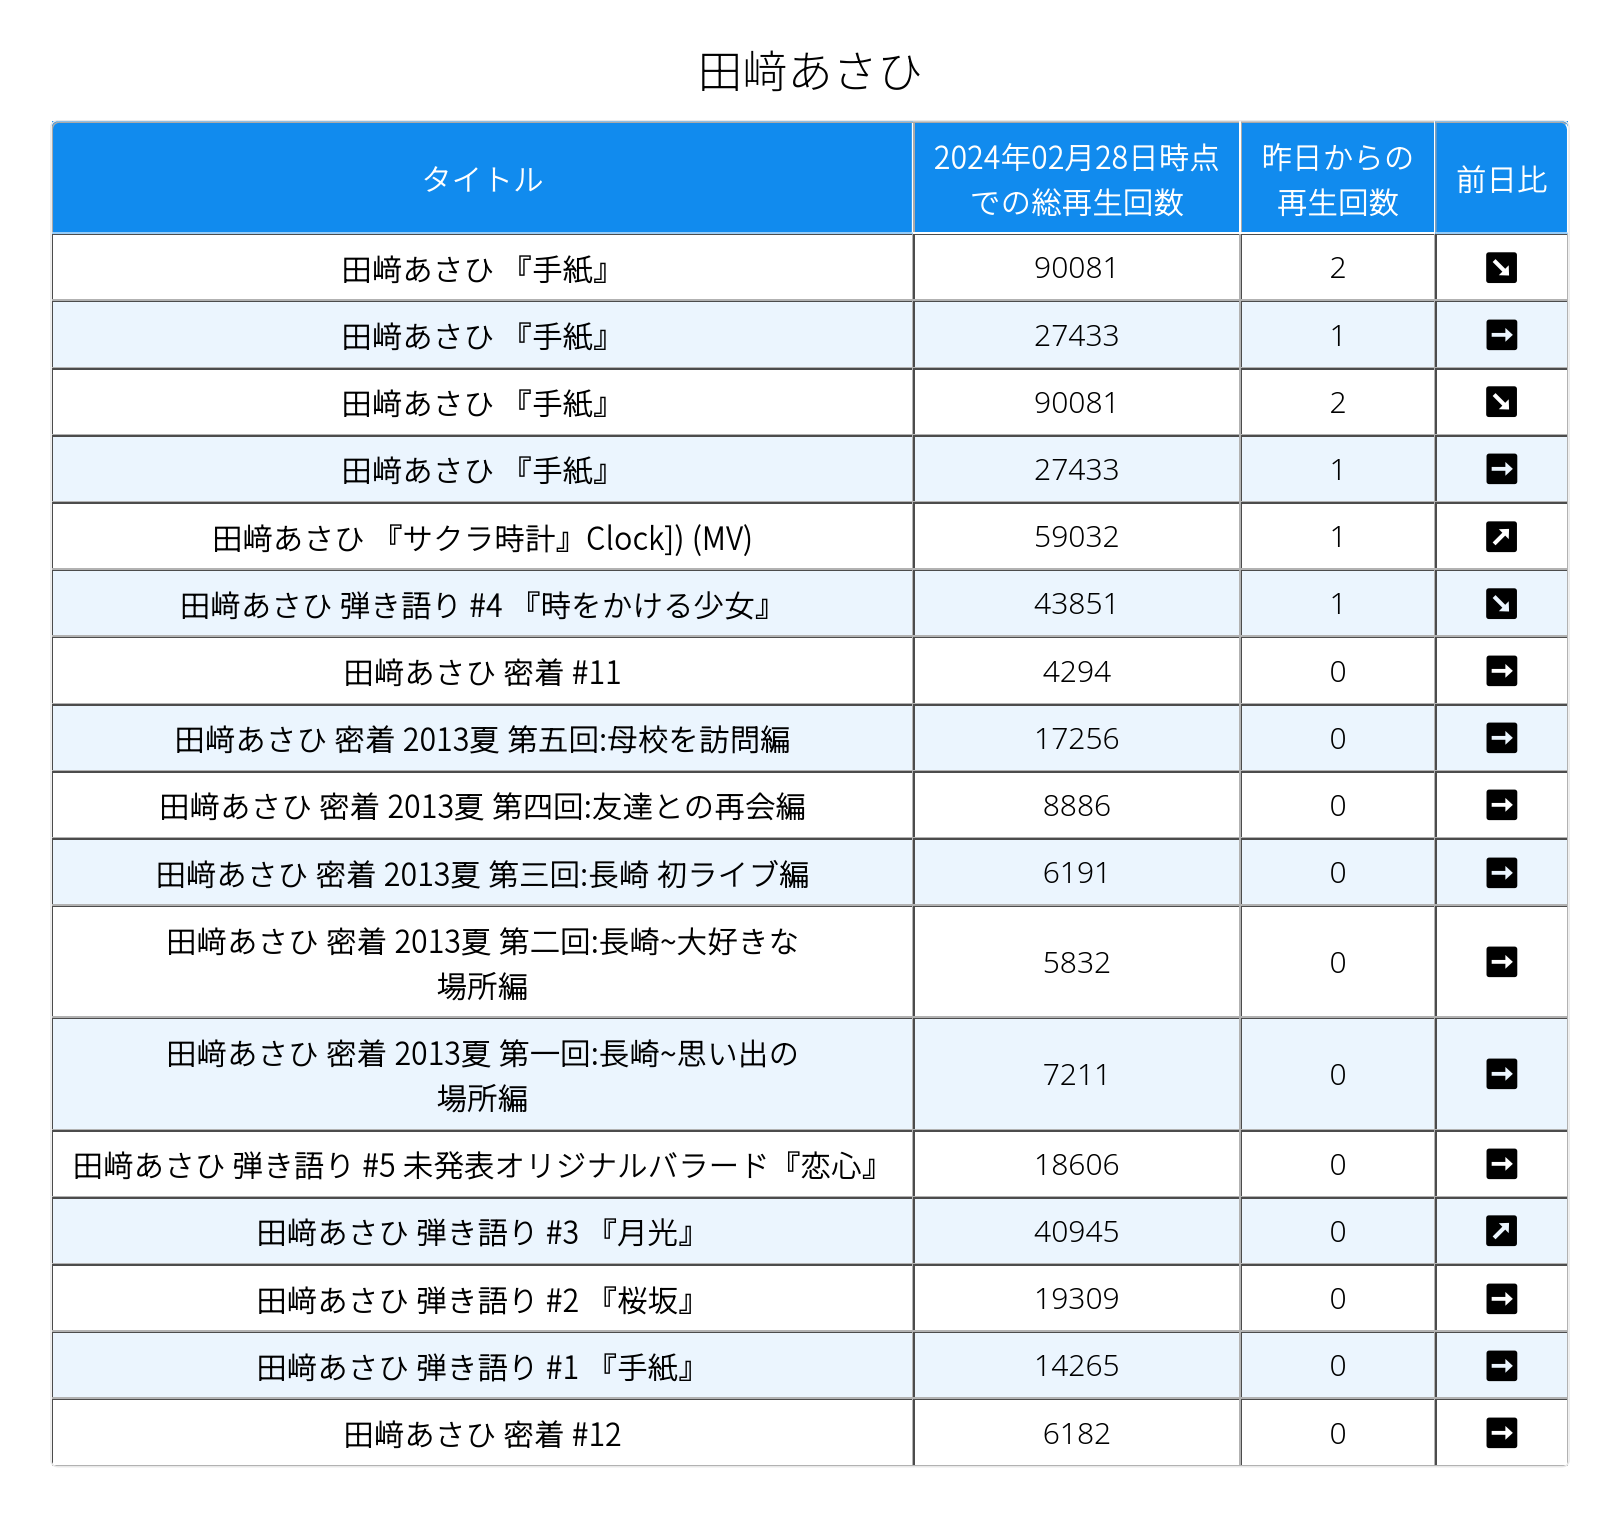 田﨑あさひ
タイトル
2024年02月28日時点
での総再生回数
昨日からの
再生回数
前日比
田﨑あさひ 『手紙』 90081 2 ↘
田﨑あさひ 『手紙』 27433 1 →
田﨑あさひ 『手紙』 90081 2 ↘
田﨑あさひ 『手紙』 27433 1 →
田﨑あさひ 『サクラ時計』Clock]) (MV) 59032 1 ↗
田﨑あさひ 弾き語り #4 『時をかける少女』 43851 1 ↘
田﨑あさひ 密着 #11 4294 0 →
田﨑あさひ 密着 2013夏 第五回:母校を訪問編 17256 0 →
田﨑あさひ 密着 2013夏 第四回:友達との再会編 8886 0 →
田﨑あさひ 密着 2013夏 第三回:長崎 初ライブ編 6191 0 →
田﨑あさひ 密着 2013夏 第二回:長崎~大好きな
場所編 5832 0 →
田﨑あさひ 密着 2013夏 第一回:長崎~思い出の
場所編 7211 0 →
田﨑あさひ 弾き語り #5 未発表オリジナルバラード『恋心』 18606 0 →
田﨑あさひ 弾き語り #3 『月光』 40945 0 ↗
田﨑あさひ 弾き語り #2 『桜坂』 19309 0 →
田﨑あさひ 弾き語り #1 『手紙』 14265 0 →
田﨑あさひ 密着 #12 6182 0 →